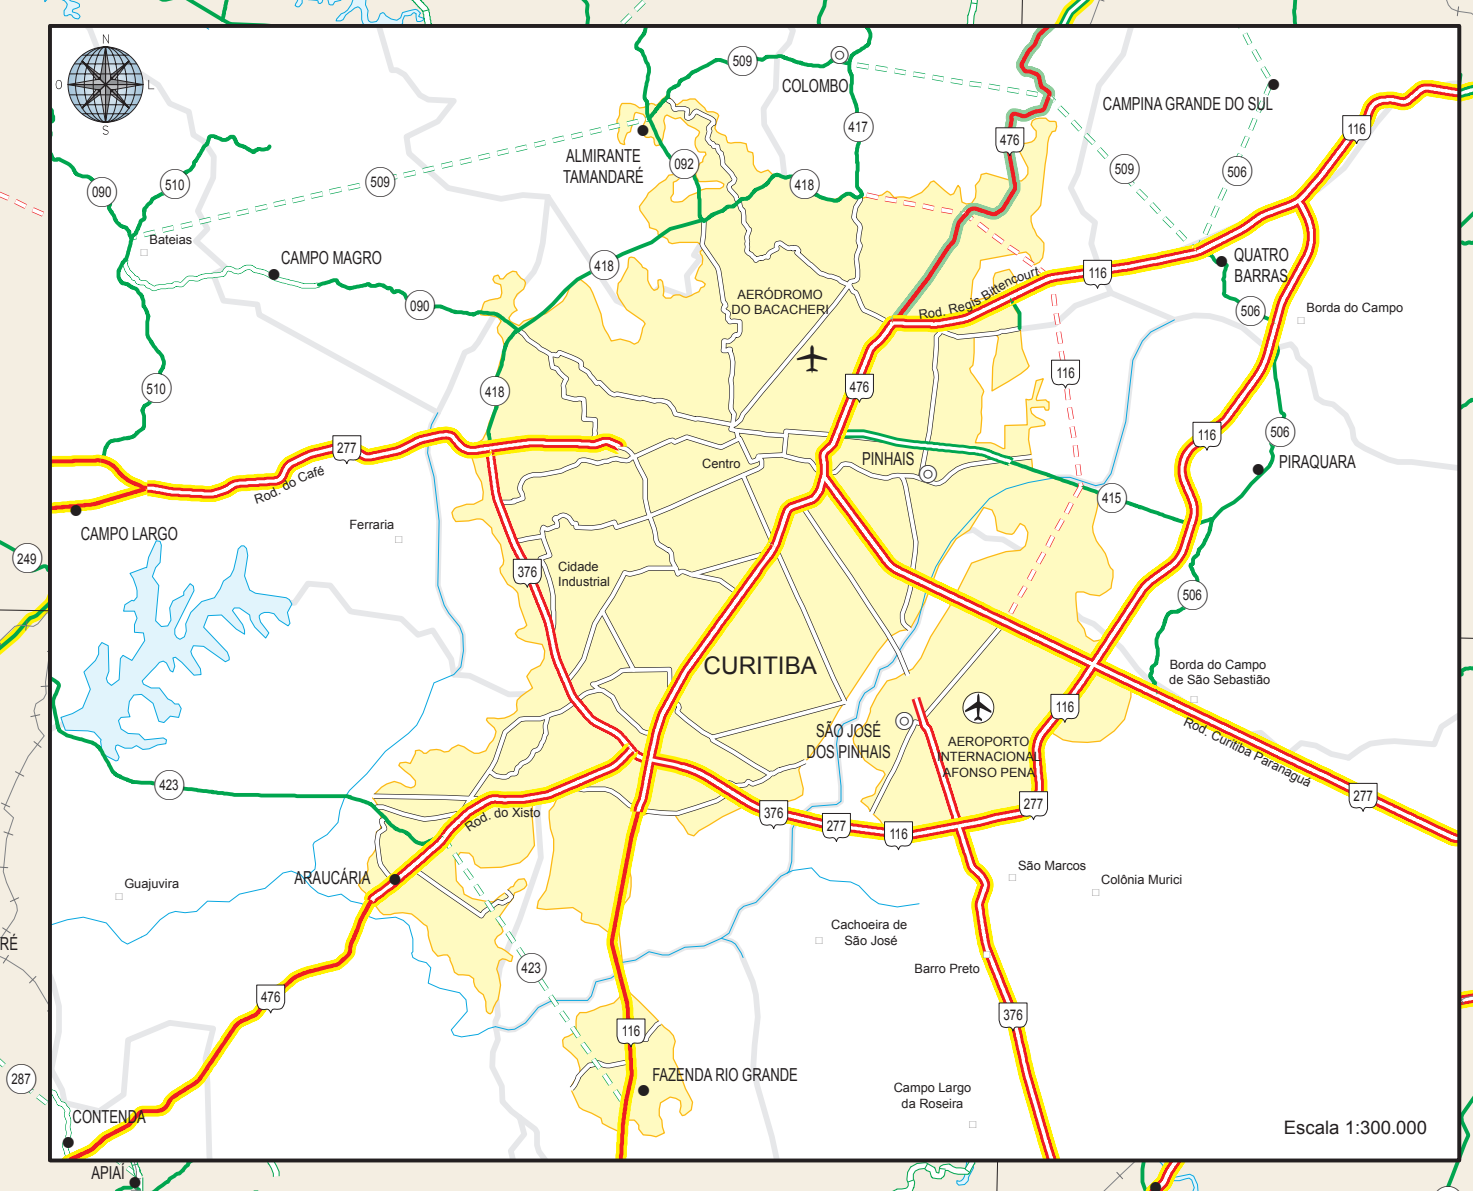 N
O
L
S
509
COLOMBO
CAMPINA GRANDE DO SUL
116
417
476
ALMIRANTE
TAMANDARÉ
092
509
418
509
506
090
510
Bateias
CAMPO MAGRO
418
QUATRO
BARRAS
116
Rod. Regis Bittencourt
AERÓDROMO
DO BACACHERI
090
506
Borda do Campo
510
418
476
116
277
Rod. do Café
Centro
PINHAIS
116
506
PIRAQUARA
415
CAMPO LARGO
Ferraria
249
376
Cidade
Industrial
506
CURITIBA
Borda do Campo
de São Sebastião
116
SÃO JOSÉ
DOS PINHAIS
AEROPORTO
INTERNACIONAL
AFONSO PENA
Rod. Curitiba Paranaguá
423
277
277
376
277
116
Rod. do Xisto
ARAUCÁRIA
Guajuvira
São Marcos
Colônia Murici
RÉ
Cachoeira de
São José
423
Barro Preto
476
376
116
287
FAZENDA RIO GRANDE
Campo Largo
da Roseira
CONTENDA
Escala 1:300.000
APIAÍ